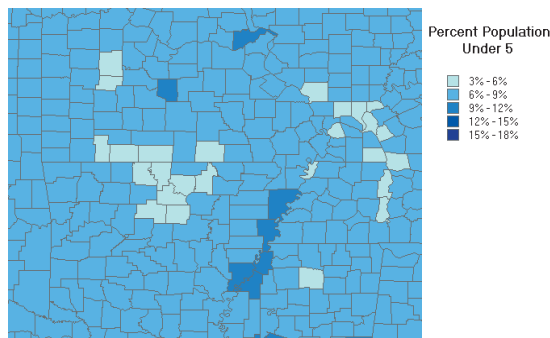 Percent Population
Under 5
3%-6%
6%-9%
9%-12%
12%-15%
15%-18%